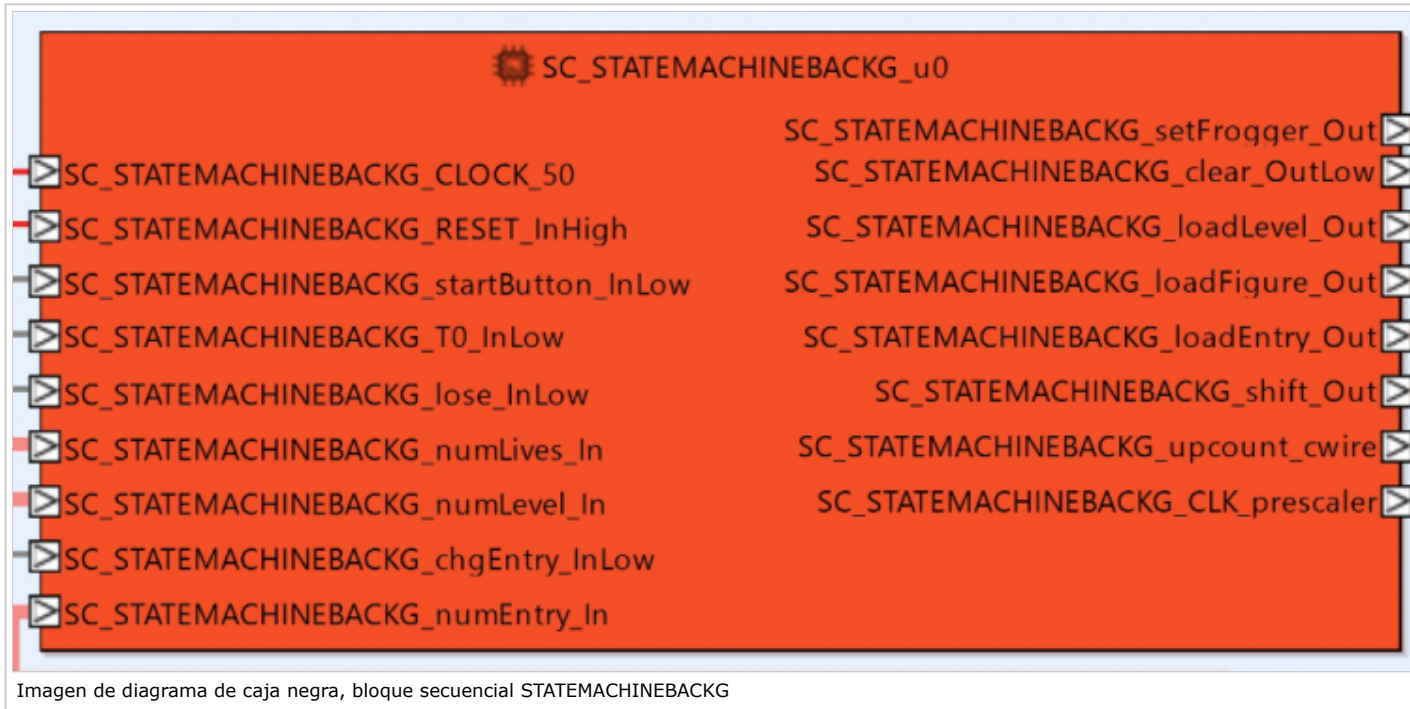 SC_STATEMACHINEBACKG_u0
SC_STATEMACHINEBACKG_setFrogger_Out
SC_STATEMACHINEBACKG_CLOCK_50
SC_STATEMACHINEBACKG_clear_OutLow
SC_STATEMACHINEBACKG_RESET_InHigh
SC_STATEMACHINEBACKG_loadLevel_Out
SC_STATEMACHINEBACKG_startButton_InLow
SC_STATEMACHINEBACKG_loadFigure_Out
SC_STATEMACHINEBACKG_T0_InLow
SC_STATEMACHINEBACKG_loadEntry_Out
SC_STATEMACHINEBACKG_lose_InLow
SC_STATEMACHINEBACKG_shift_Out
SC_STATEMACHINEBACKG_numLives_In
SC_STATEMACHINEBACKG_upcount_cwire
SC_STATEMACHINEBACKG_numLevel_In
SC_STATEMACHINEBACKG_CLK_prescaler
SC_STATEMACHINEBACKG_chgEntry_InLow
SC_STATEMACHINEBACKG_numEntry_In
Imagen de diagrama de caja negra, bloque secuencial STATEMACHINEBACKG